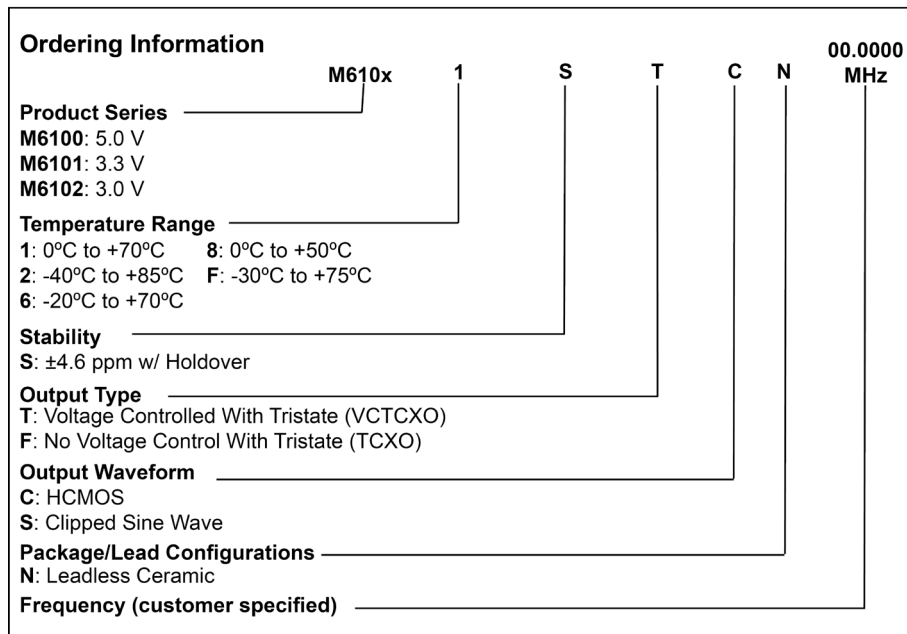 Ordering Information
00.0000
M610x 1 S T C N MHz
Product Series
M6100: 5.0 V
M6101: 3.3 V
M6102: 3.0 V
Temperature Range
1: 0ºC to +70ºC 8: 0ºC to +50ºC
2: -40ºC to +85ºC F: -30ºC to +75ºC
6: -20ºC to +70ºC
Stability
S: ±4.6 ppm w/ Holdover
Output Type
T: Voltage Controlled With Tristate (VCTCXO)
F: No Voltage Control With Tristate (TCXO)
Output Waveform
C: HCMOS
S: Clipped Sine Wave
Package/Lead Configurations
N: Leadless Ceramic
Frequency (customer specified)